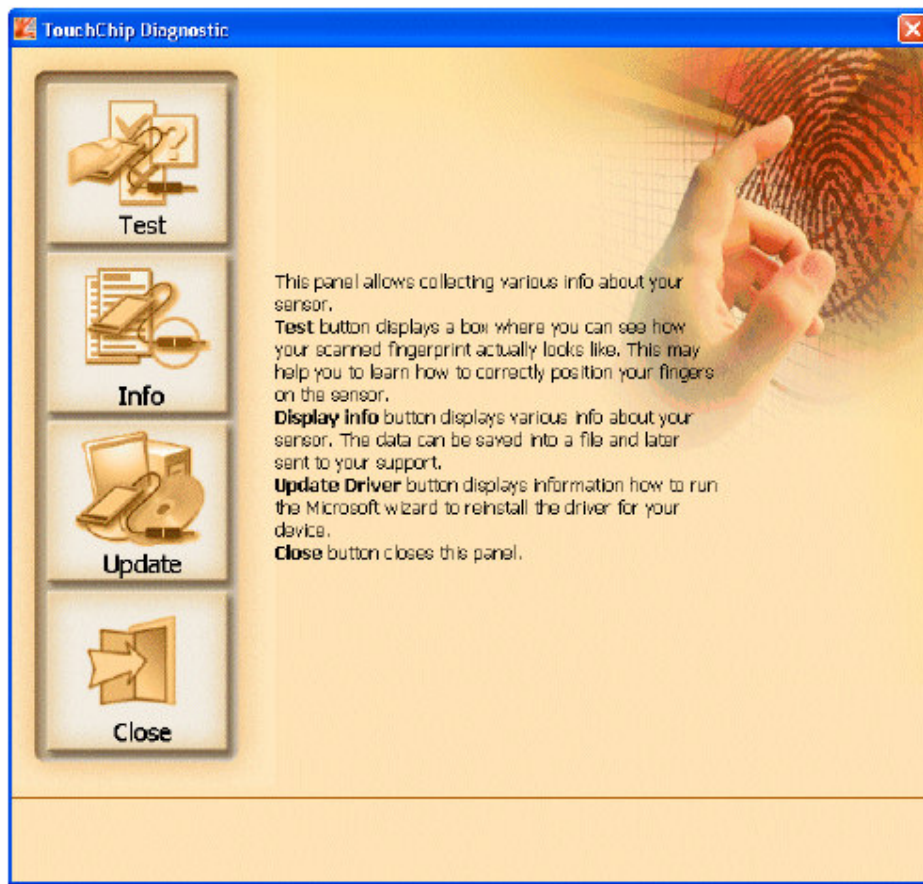 TouchChip Diagnostic
Test
Info
Update
Close
This panel allows collecting various info about your
sensor.
Test button displays a box where you can see how
your scanned fingerprint actually looks like. This may
help you to learn how to correctly position your fingers
on the sensor.
Display info button displays various info about your
sensor. The data can be saved into a file and later
sent to your support.
Update Driver button displays information how to run
the Microsoft wizard to reinstall the driver for your
device.
Close button closes this panel.